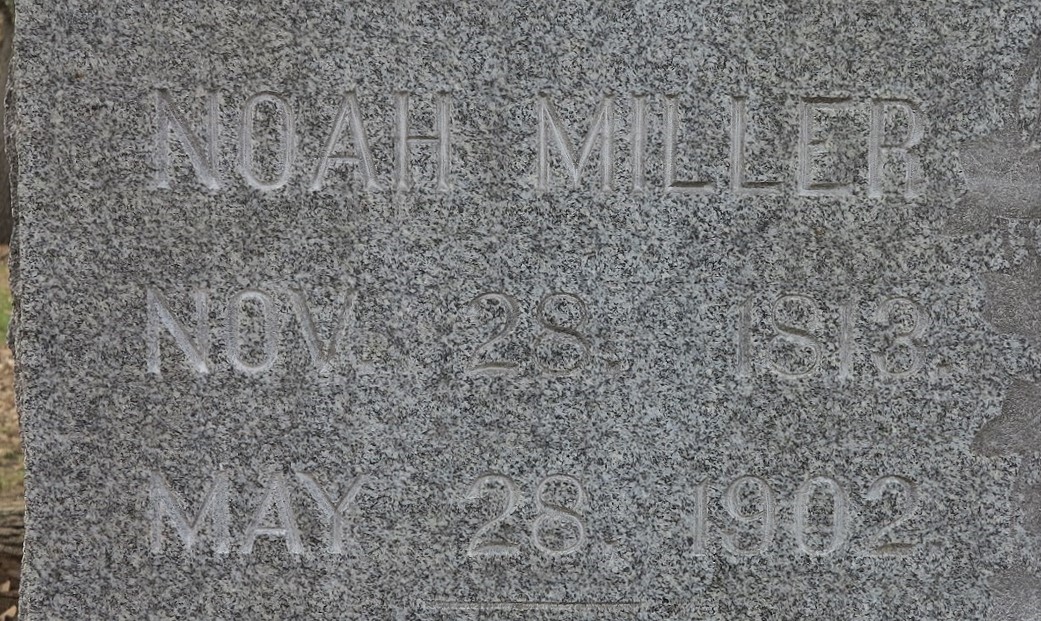 NOAH MILLER
NOV. 28. 1813.
MAY 28, 1902